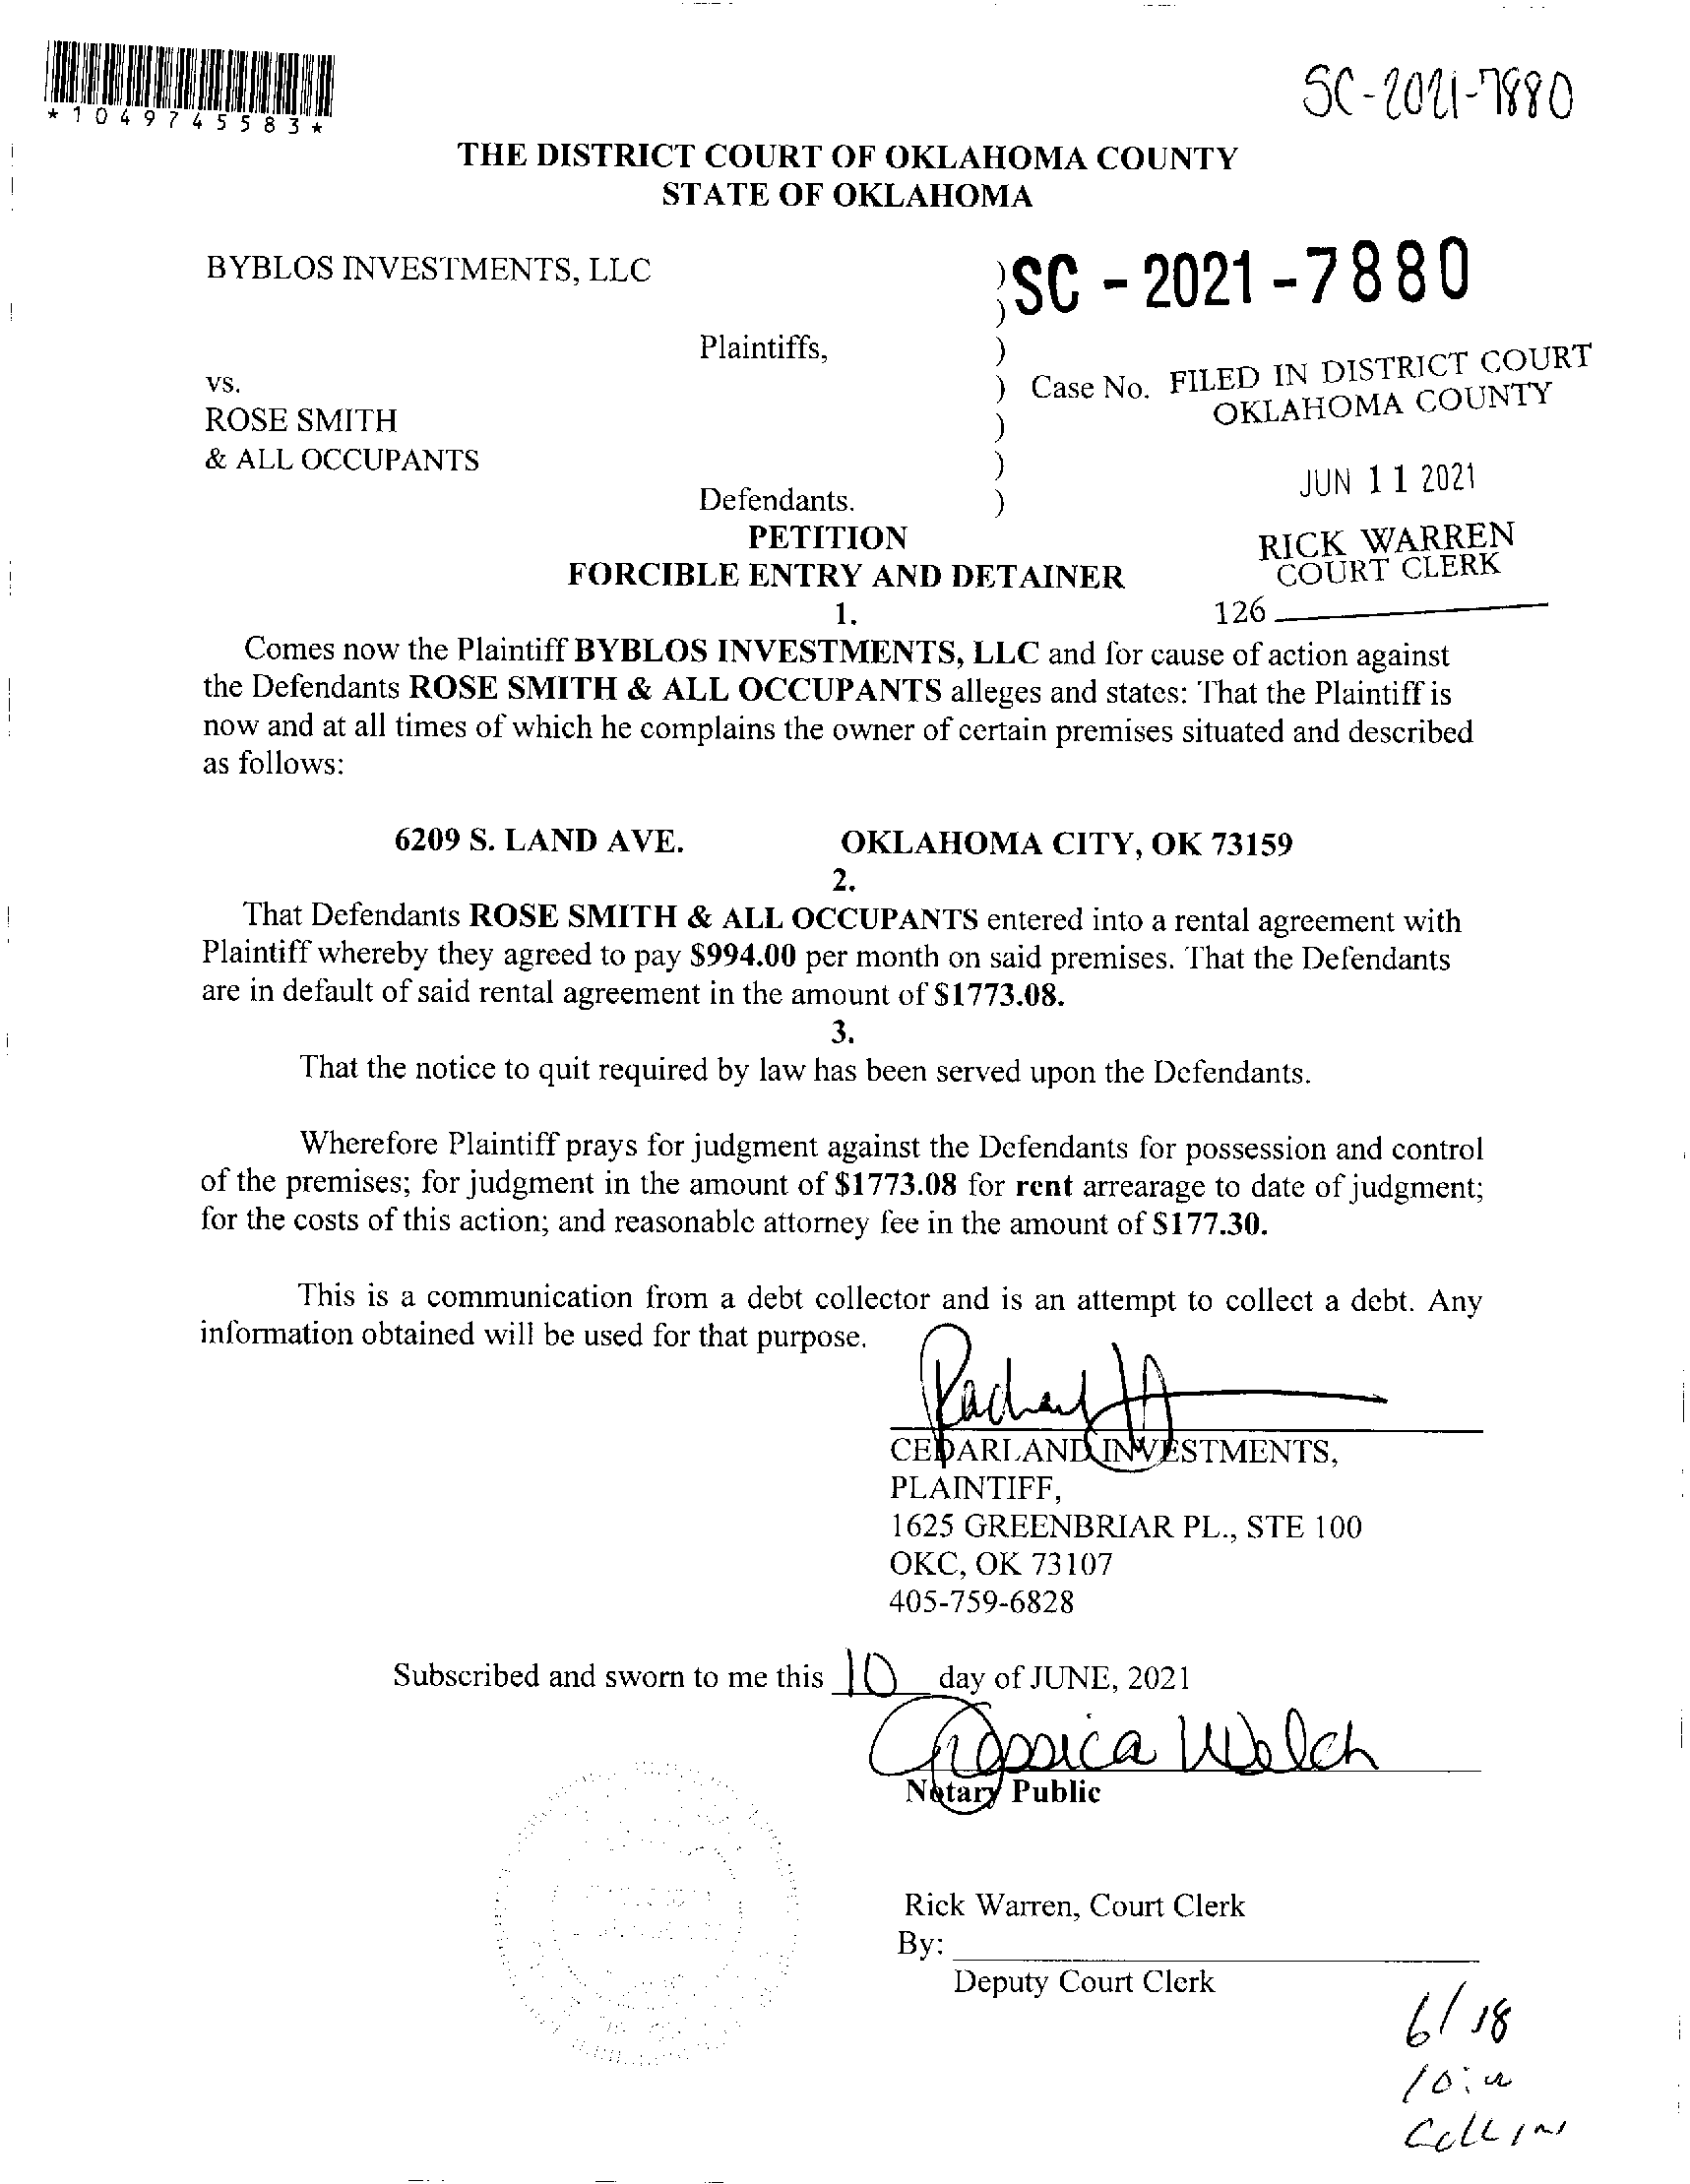 *1049745583*
SC-2021-7880
THE DISTRICT COURT OF OKLAHOMA COUNTY
STATE OF OKLAHOMA
BYBLOS INVESTMENTS, LLC
) SC - 2021 - 7880
)
Plaintiffs, )
vs. ) Case No. FILED IN DISTRICT COURT
OKLAHOMA COUNTY
ROSE SMITH )
& ALL OCCUPANTS )
JUN 11 2021
Defendants. )
PETITION
RICK WARREN
COURT CLERK
FORCIBLE ENTRY AND DETAINER
1.
126
Comes now the Plaintiff BYBLOS INVESTMENTS, LLC and for cause of action against
the Defendants ROSE SMITH & ALL OCCUPANTS alleges and states: That the Plaintiff is
now and at all times of which he complains the owner of certain premises situated and described
as follows:
6209 S. LAND AVE. OKLAHOMA CITY, OK 73159
2.
That Defendants ROSE SMITH & ALL OCCUPANTS entered into a rental agreement with
Plaintiff whereby they agreed to pay $994.00 per month on said premises. That the Defendants
are in default of said rental agreement in the amount of $1773.08.
3.
That the notice to quit required by law has been served upon the Defendants.
Wherefore Plaintiff prays for judgment against the Defendants for possession and control
of the premises; for judgment in the amount of $1773.08 for rent arrearage to date of judgment;
for the costs of this action; and reasonable attorney fee in the amount of $177.30.
This is a communication from a debt collector and is an attempt to collect a debt. Any
information obtained will be used for that purpose.
CEDARLAND INVESTMENTS,
PLAINTIFF,
1625 GREENBRIAR PL., STE 100
OKC, OK 73107
405-759-6828
Subscribed and sworn to me this 10 day of JUNE, 2021
Jessica Welch
Notary Public
Rick Warren, Court Clerk
By:
Deputy Court Clerk
6/18
Collins